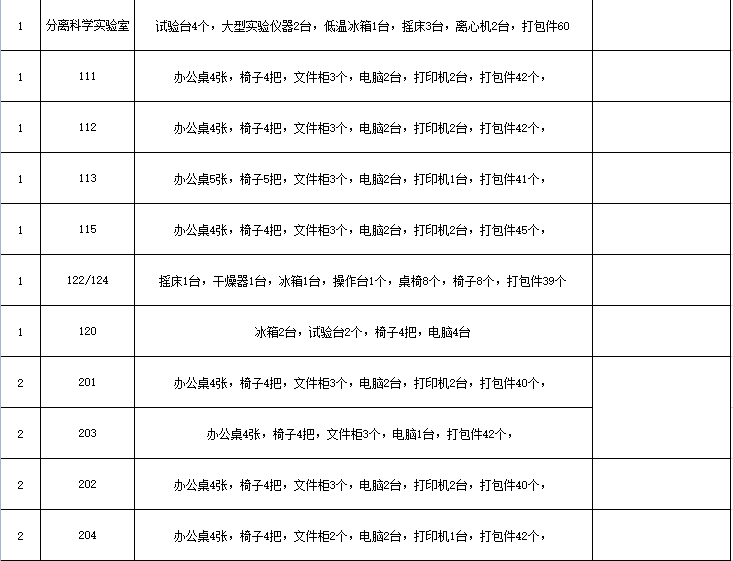 1 分离科学实验室 试验台4个，大型实验仪器2台，低温冰箱1台，摇床3台，离心机2台，打包件60
1 111 办公桌4张，椅子4把，文件柜3个，电脑2台，打印机2台，打包件42个，
1 112 办公桌4张，椅子4把，文件柜3个，电脑2台，打印机2台，打包件42个，
1 113 办公桌5张，椅子5把，文件柜3个，电脑2台，打印机1台，打包件41个，
1 115 办公桌4张，椅子4把，文件柜3个，电脑2台，打印机2台，打包件45个，
1 122/124 摇床1台，干燥器1台，冰箱1台，操作台1个，桌椅8个，椅子8个，打包件39个
1 120 冰箱2台，试验台2个，椅子4把，电脑4台
2 201 办公桌4张，椅子4把，文件柜3个，电脑2台，打印机2台，打包件40个，
2 203 办公桌4张，椅子4把，文件柜3个，电脑1台，打包件42个，
2 202 办公桌4张，椅子4把，文件柜3个，电脑2台，打印机2台，打包件40个，
2 204 办公桌4张，椅子4把，文件柜2个，电脑2台，打印机1台，打包件42个，